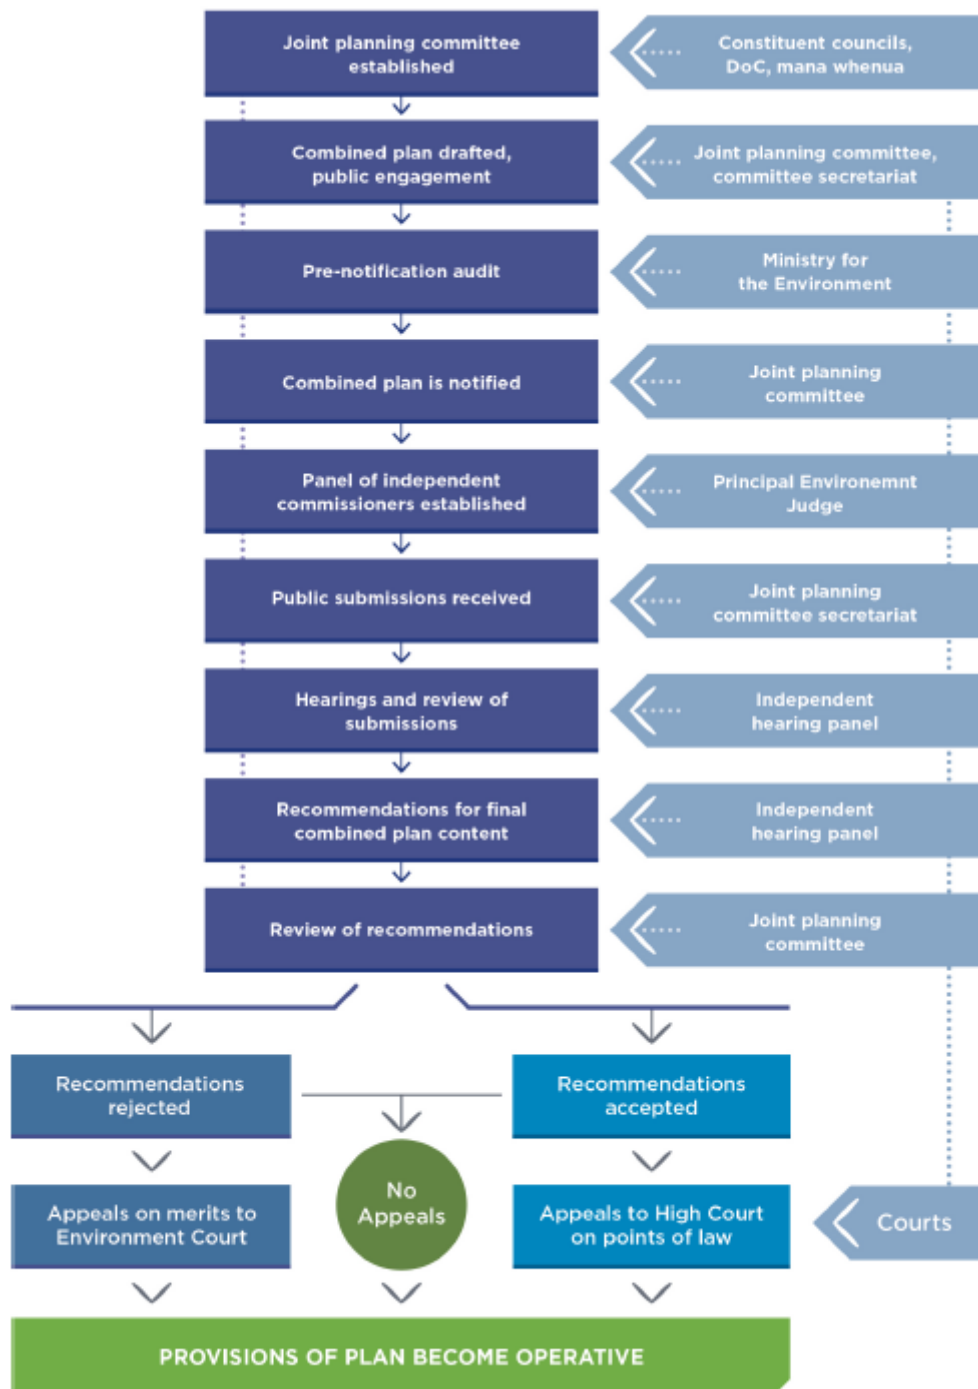 Joint planning committee
established
Constituent councils,
DoC, mana whenua
Combined plan drafted,
public engagement
Joint planning committee,
committee secretariat
Pre-notification audit
Ministry for
the Environment
Combined plan is notified
Joint planning
committee
Panel of independent
commissioners established
Principal Environemnt
Judge
Public submissions received
Joint planning
committee secretariat
Hearings and review of
submissions
Independent
hearing panel
Recommendations for final
combined plan content
Independent
hearing panel
Review of recommendations
Joint planning
committee
Recommendations
rejected
Recommendations
accepted
No
Appeals
Appeals on merits to
Environment Court
Appeals to High Court
on points of law
Courts
PROVISIONS OF PLAN BECOME OPERATIVE